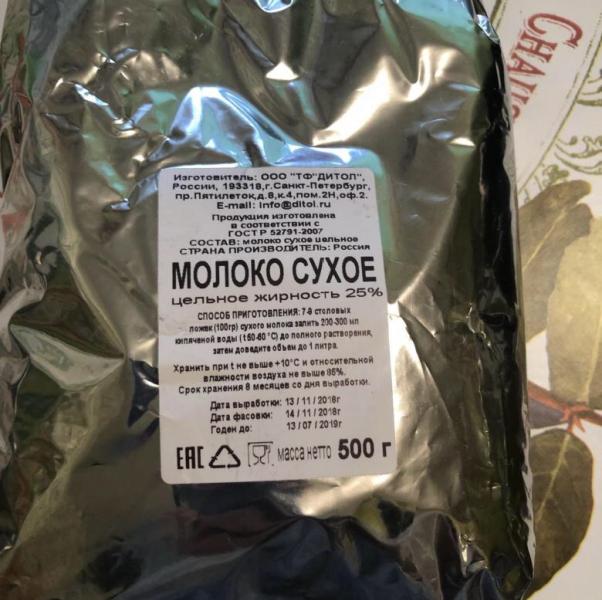 Изготовитель: ООО "ТФ"ДИТОЛ",
России, 193318,г.Санкт-Петербург,
пр.Пятилеток,д.8,к.4,пом.2Н,оф.2.
E-mail: info@ditol.ru
Продукция изготовлена
в соответствии с
ГОСТ Р 52791-2007
СОСТАВ: молоко сухое цельное
СТРАНА ПРОИЗВОДИТЕЛЬ: Россия
МОЛОКО СУХОЕ
цельное жирность 25%
СПОСОБ ПРИГОТОВЛЕНИЯ: 7-9 столовых
ложек (100гр) сухого молока залить 200-300 мл
кипяченой воды (t50-60 °С) до полного растворения,
затем доведите объем до 1 литра.
Хранить при t не выше +10°С и относительной
влажности воздуха не выше 85%.
Срок хранения 8 месяцев со дня выработки.
Дата выработки: 13 / 11 / 2018г
Дата фасовки: 14 / 11 / 2018г
Годен до: 13 / 07 / 2019г
ЕАС масса нетто 500 г